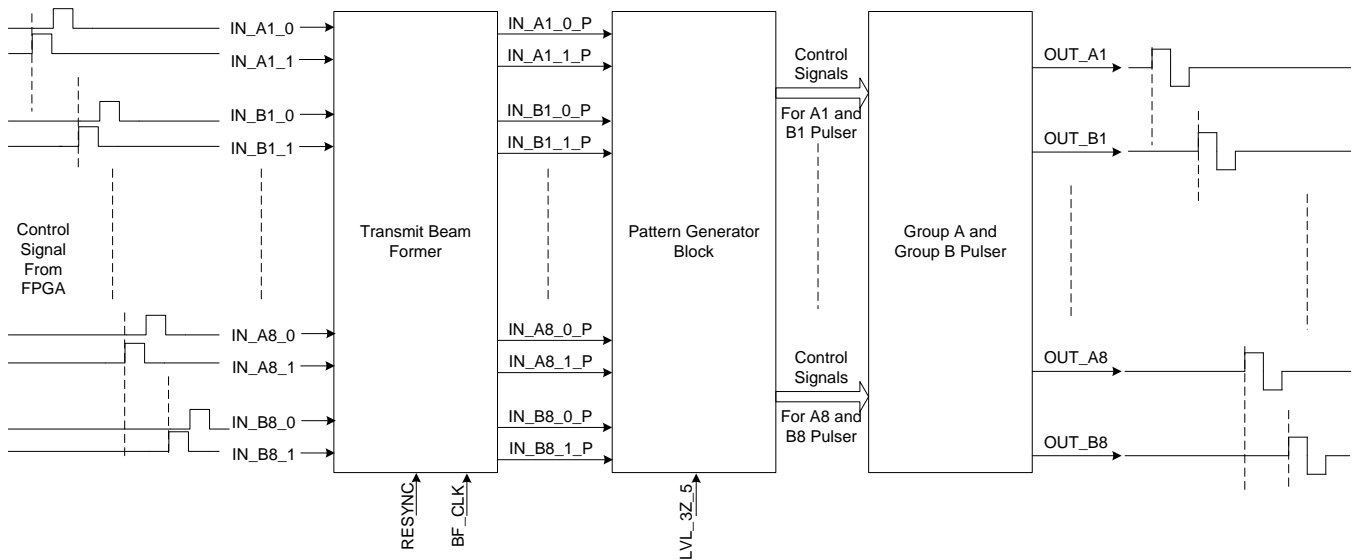 IN_A1_0
IN_A1_1
IN_B1_0
IN_B1_1
Control
Signal
From
FPGA
IN_A8_0
IN_A8_1
IN_B8_0
IN_B8_1
Transmit Beam
Former
RESYNC
BF_CLK
IN_A1_0_P
IN_A1_1_P
IN_B1_0_P
IN_B1_1_P
IN_A8_0_P
IN_A8_1_P
IN_B8_0_P
IN_B8_1_P
Pattern Generator
Block
LVL_3Z_5
Control
Signals
For A1 and
B1 Pulser
Control
Signals
For A8 and
B8 Pulser
Group A and
Group B Pulser
OUT_A1
OUT_B1
OUT_A8
OUT_B8